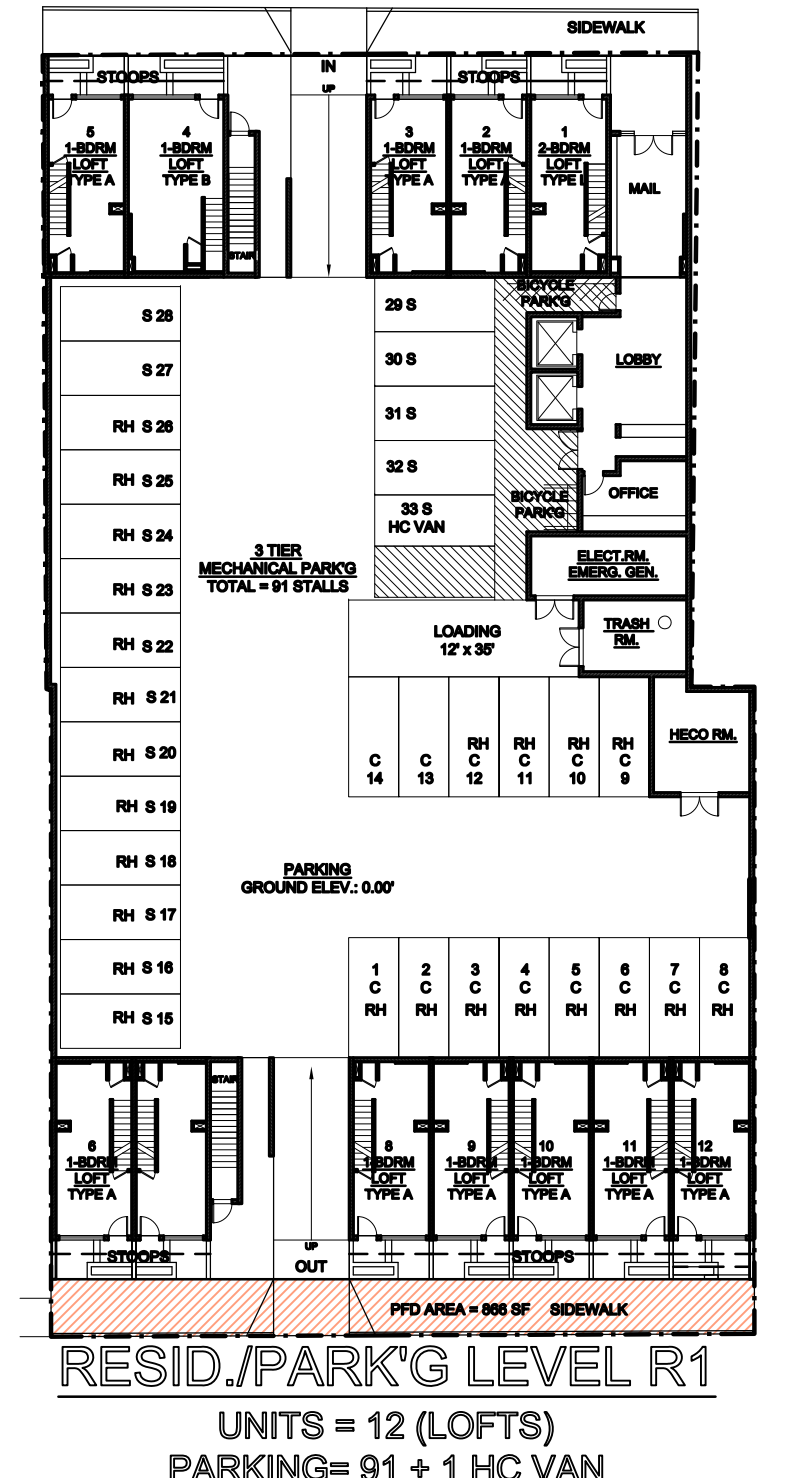 SIDEWALK
IN
UP
STOOPS
STOOPS
5
1-BDRM
LOFT
TYPE A
4
1-BDRM
LOFT
TYPE B
STAIR
3
1-BDRM
LOFT
TYPE A
2
1-BDRM
LOFT
TYPE A
1
2-BDRM
LOFT
TYPE
MAIL
BICYCLE
PARK'G
LOBBY
OFFICE
BICYCLE
PARK'G
ELECT.RM.
EMERG. GEN.
TRASH
RM.
HECO RM.
S 28
S 27
RH S 26
RH S 25
RH S 24
RH S 23
RH S 22
RH S 21
RH S 20
RH S 19
RH S 18
RH S 17
RH S 16
RH S 15
29 S
30 S
31 S
32 S
33 S
HC VAN
3 TIER
MECHANICAL PARK'G
TOTAL = 91 STALLS
LOADING
12' x 35'
C
14
C
13
RH
C
12
RH
C
11
RH
C
10
RH
C
9
PARKING
GROUND ELEV.: 0.00'
1
C
RH
2
C
RH
3
C
RH
4
C
RH
5
C
RH
6
C
RH
7
C
RH
8
C
RH
STAIR
6
1-BDRM
LOFT
TYPE A
8
1-BDRM
LOFT
TYPE A
9
1-BDRM
LOFT
TYPE A
10
1-BDRM
LOFT
TYPE A
11
1-BDRM
LOFT
TYPE A
12
1-BDRM
LOFT
TYPE A
STOOPS
UP
OUT
STOOPS
PFD AREA = 866 SF SIDEWALK
RESID./PARK'G LEVEL R1
UNITS = 12 (LOFTS)
PARKING= 91 + 1 HC VAN